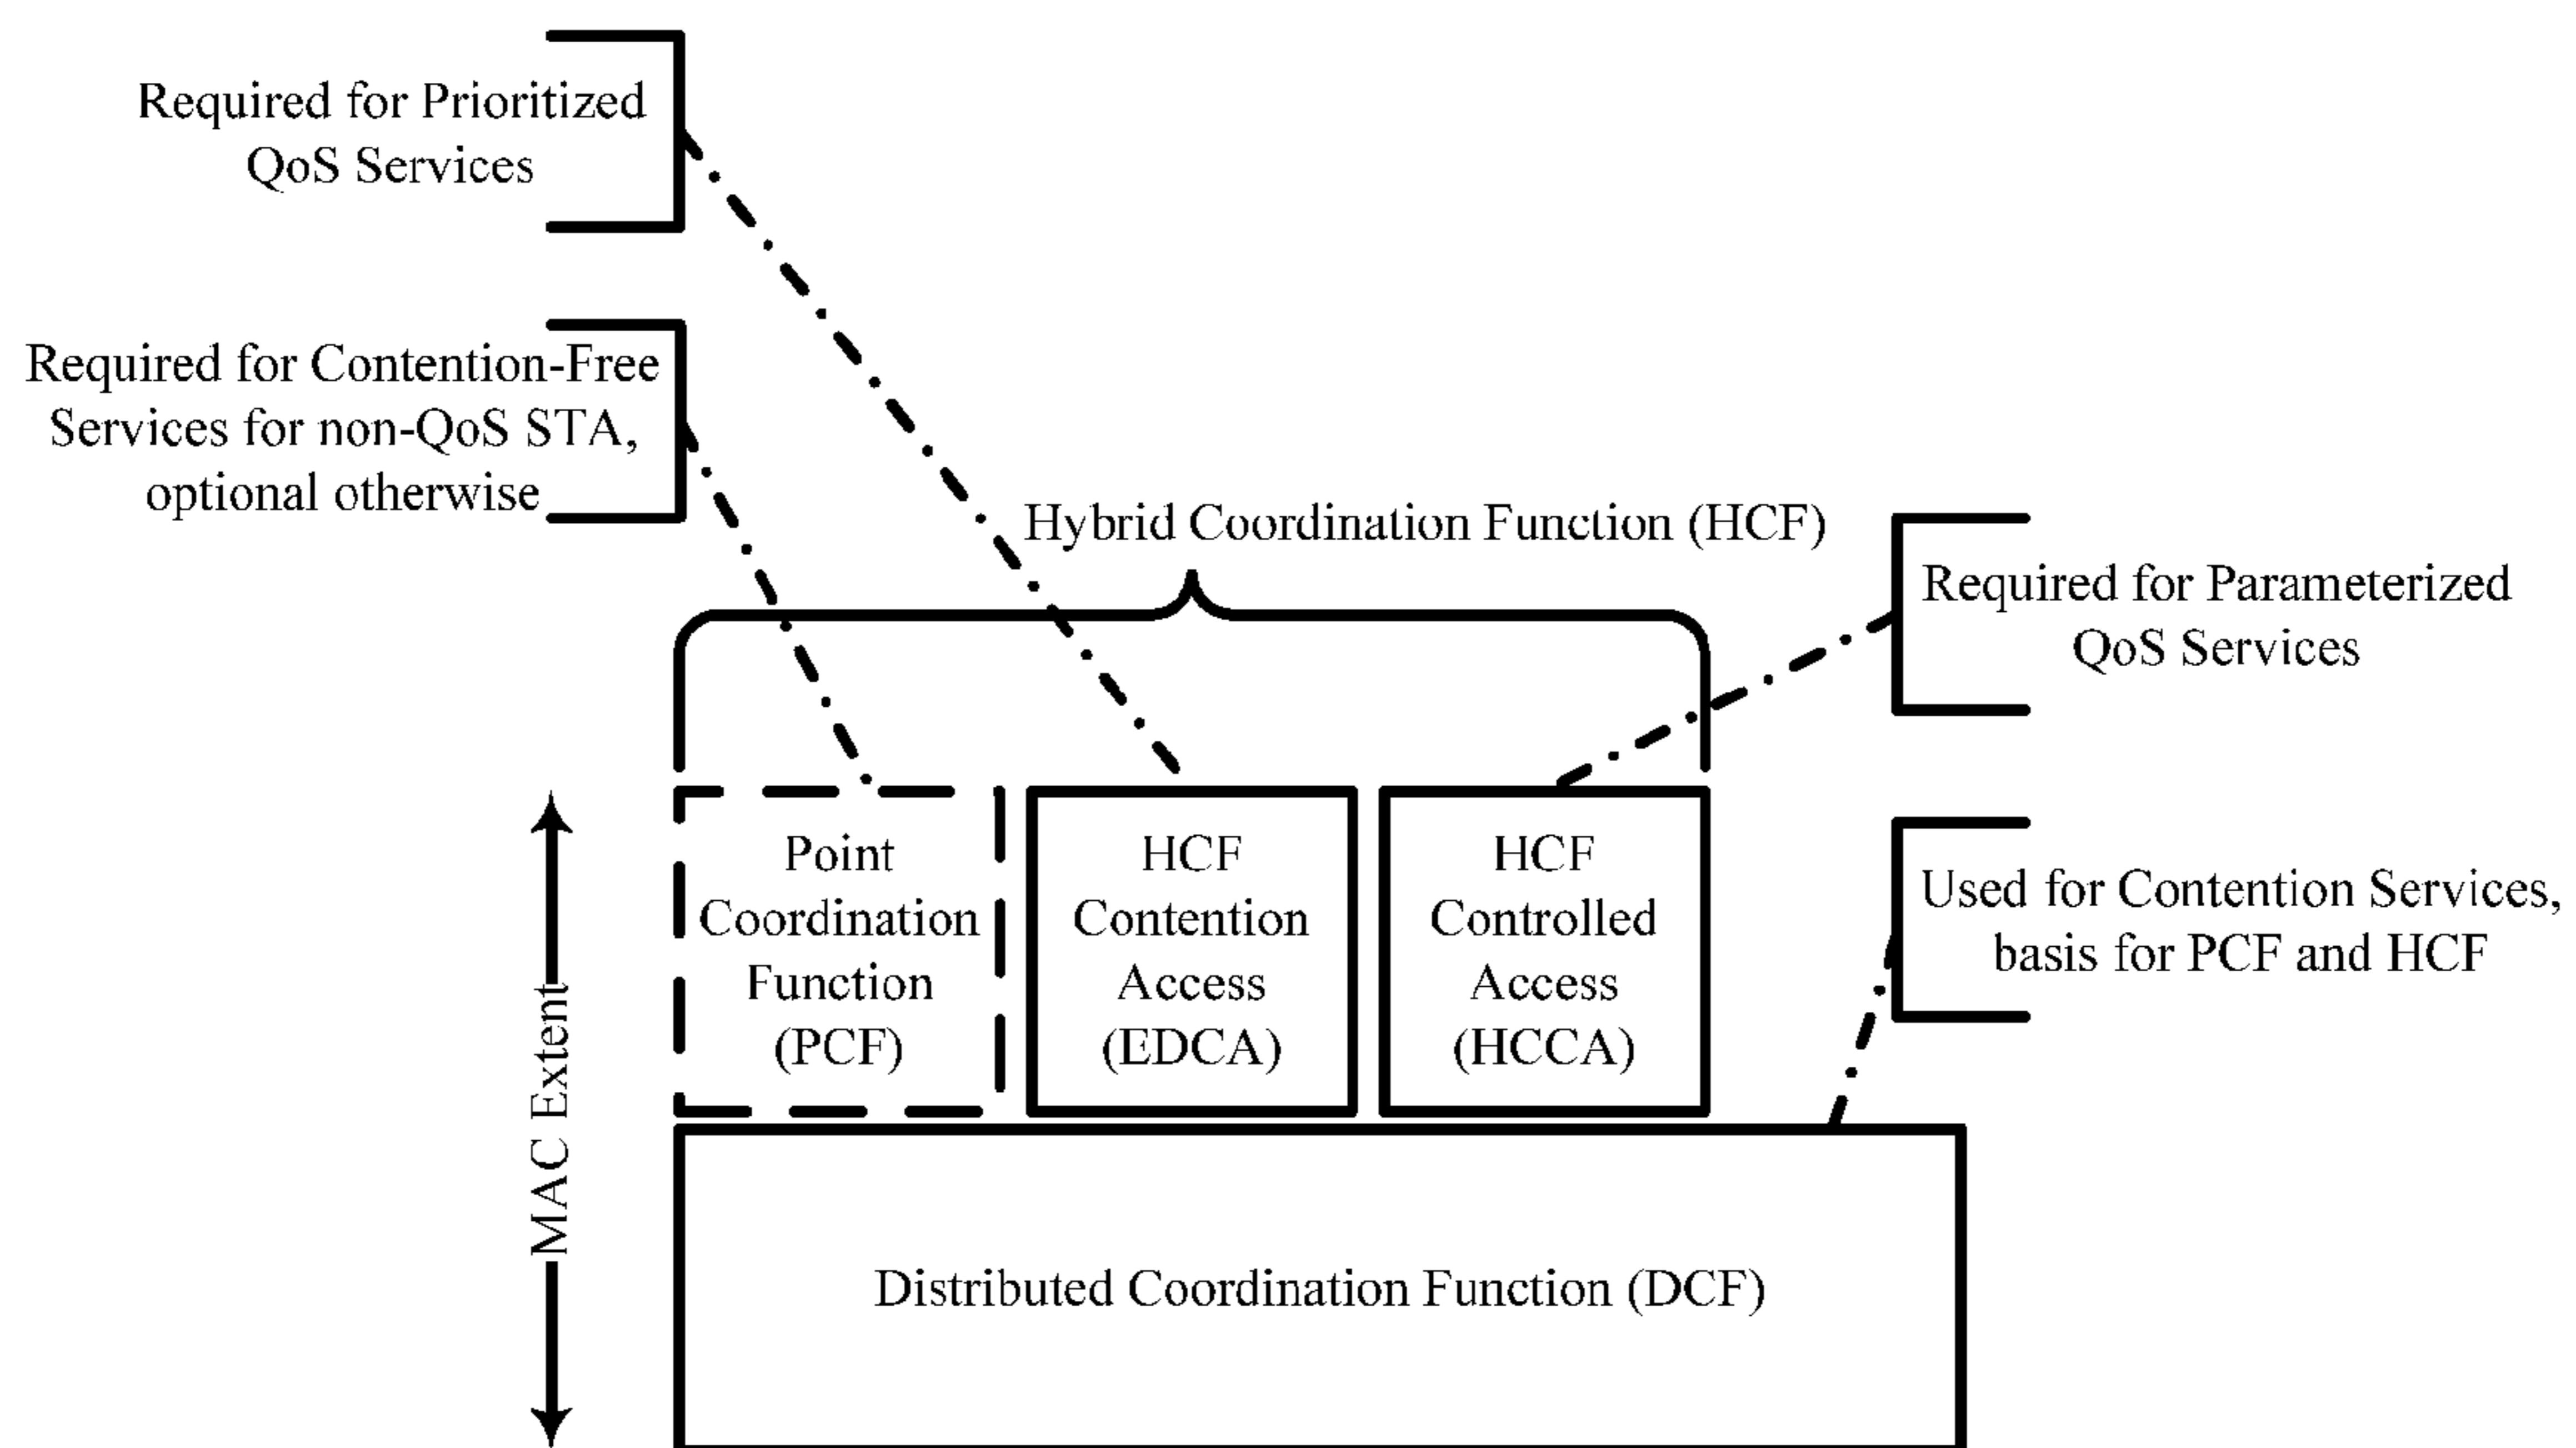 Required for Prioritized
QoS Services
Required for Contention-Free
Services for non-QoS STA,
optional otherwise
Hybrid Coordination Function (HCF)
Required for Parameterized
QoS Services
Point
Coordination
Function
(PCF)
HCF
Contention
Access
(EDCA)
HCF
Controlled
Access
(HCCA)
Used for Contention Services,
basis for PCF and HCF
MAC Extent
Distributed Coordination Function (DCF)